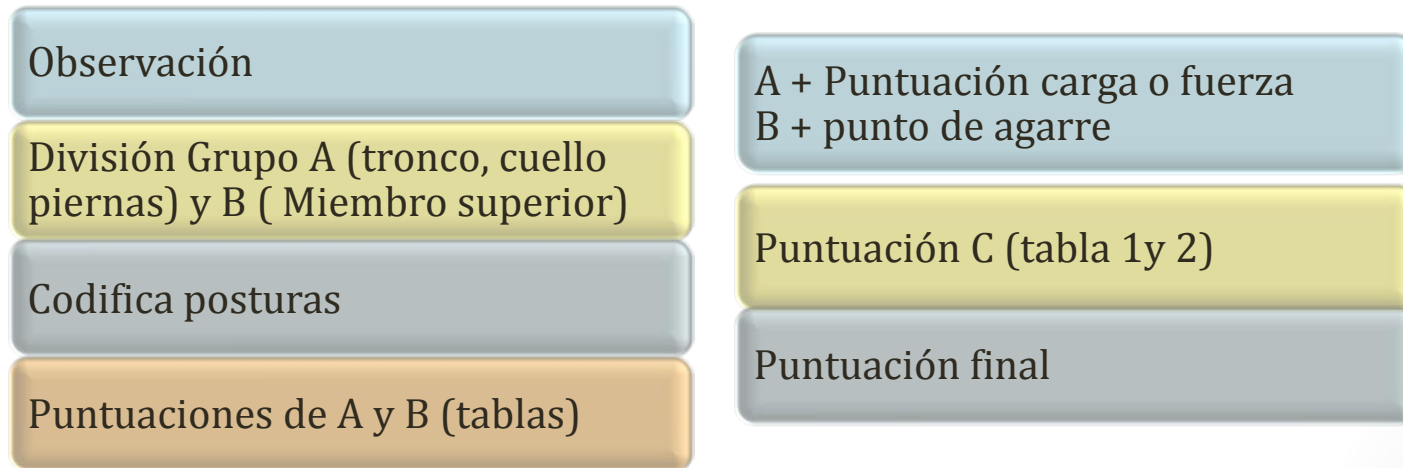 Observación
División Grupo A (tronco, cuello
piernas) y B ( Miembro superior)
Codifica posturas
Puntuaciones de A y B (tablas)
A + Puntuación carga o fuerza
B + punto de agarre
Puntuación C (tabla 1y 2)
Puntuación final